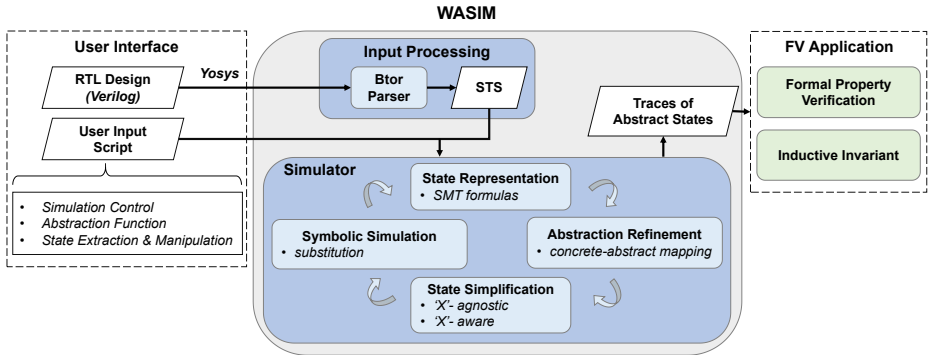 WASIM
User Interface
RTL Design
(Verilog)
Yosys
User Input
Script
• Simulation Control
• Abstraction Function
• State Extraction & Manipulation
Input Processing
Btor
Parser
STS
Simulator
State Representation
• SMT formulas
Symbolic Simulation
• substitution
Abstraction Refinement
• concrete-abstract mapping
State Simplification
• ‘X’- agnostic
• ‘X’- aware
Traces of
Abstract States
FV Application
Formal Property
Verification
Inductive Invariant